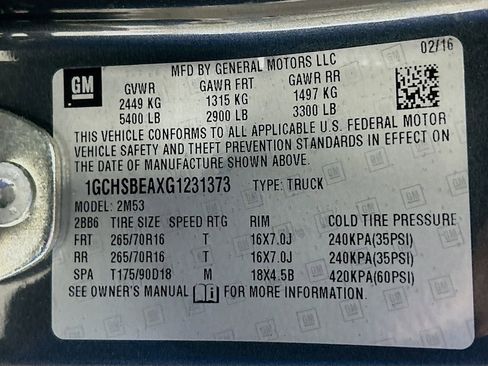 MFD BY GENERAL MOTORS LLC 02/16
GM
GVWR GAWR FRT GAWR RR
2449 KG 1315 KG 1497 KG
5400 LB 2900 LB 3300 LB
THIS VEHICLE CONFORMS TO ALL APPLICABLE U.S. FEDERAL MOTOR
VEHICLE SAFETY AND THEFT PREVENTION STANDARDS IN EFFECT ON
THE DATE OF MANUFACTURE SHOWN ABOVE.
1GCHSBEAXG1231373 TYPE: TRUCK
MODEL: 2M53
2BB6 TIRE SIZE SPEED RTG RIM COLD TIRE PRESSURE
FRT 265/70R16 T 16X7.0J 240KPA(35PSI)
RR 265/70R16 T 16X7.0J 240KPA(35PSI)
SPA T175/90D18 M 18X4.5B 420KPA(60PSI)
SEE OWNER'S MANUAL FOR MORE INFORMATION